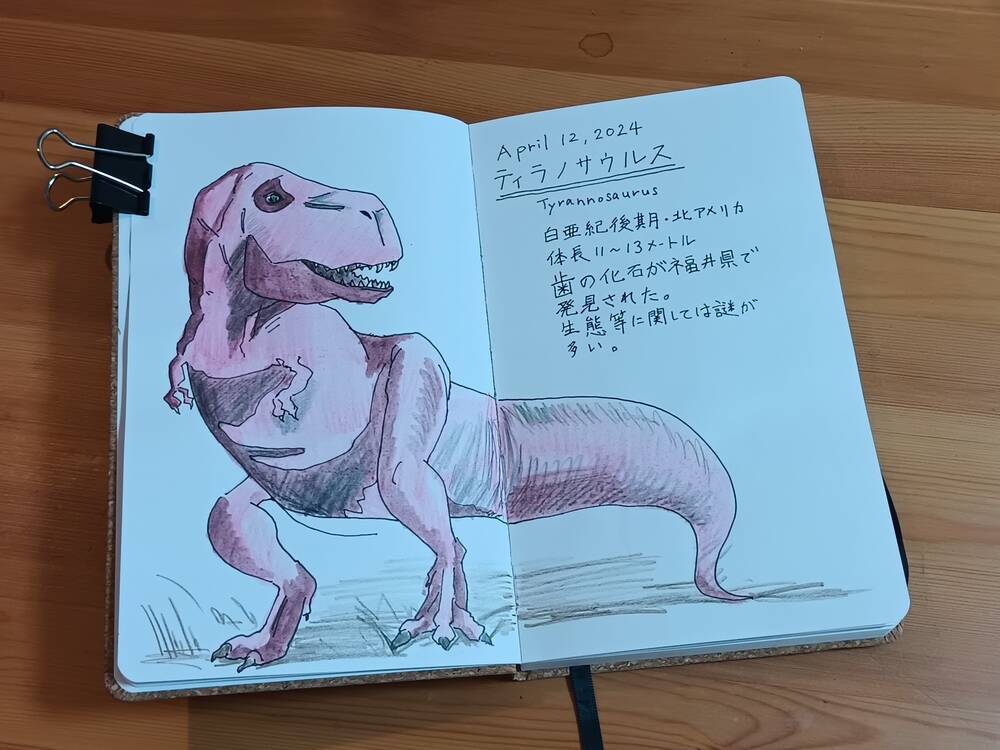 April 12, 2024
ティラノサウルス
Tyrannosaurus
白亜紀後期・北アメリカ
体長11〜13メートル
歯の化石が福井県で
発見された。
生態等に関しては謎が
多い。